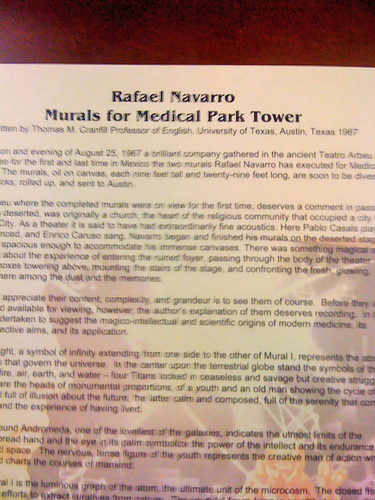 Rafael Navarro
Murals for Medical Park Tower
itten by Thomas M. Cranfill Professor of English, University of Texas, Austin, Texas 1967
on and evening of August 25, 1967 a brilliant company gathered in the ancient Teatro Arbeu
ee for the first and last time in Mexico the two murals Rafael Navarro has executed for Medic
The murals, oil on canvas, each nine feet tall and twenty-nine feet long, are soon to be dives
cks, rolled up, and sent to Austin.
eu where the completed murals were on view for the first time, deserves a comment in pass
deserted, was originally a church, the heart of the religious community that occupied a city
City. As a theater it is said to have had extraordinarily fine acoustics. Here Pablo Casals play
nced, and Enrico Caruso sang. Navarro began and finished his murals on the deserted stag
spacious enough to accommodate his immense canvases. There was something magical a
about the experience of entering the ruined foyer, passing through the body of the theater
oxes towering above, mounting the stairs of the stage, and confronting the fresh, glowing,
here among the dust and the memories.
appreciate their content, complexity, and grandeur is to see them of course. Before they a
d available for viewing, however, the author's explanation of them deserves recording. In t
dertaken to suggest the magico-intellectual and scientific origins of modern medicine, its
ective aims, and its application.
ght, a symbol of infinity extending from one side to the other of Mural I, represents the abs
s that govern the universe. In the center upon the terrestrial globe stand the symbols of th
fire, air, earth, and water – four Titans locked in ceaseless and savage but creative strugg
are the heads of monumental proportions, of a youth and an old man showing the cycle of
d full of illusion about the future, the latter calm and composed, full of the serenity that com
and the experience of having lived.
ound Andromeda, one of the loveliest of the galaxies, indicates the utmost limits of the
pread hand and the eye in its palm symbolize the power of the intellect and its endurance
d space. The nervous, tense figure of the youth represents the creative man of action wh
d charts the courses of mankind.
ral I is the luminous graph of the atom, the ultimate unit of the microcosm. The closed fis
efforts to extract curatives from nature.